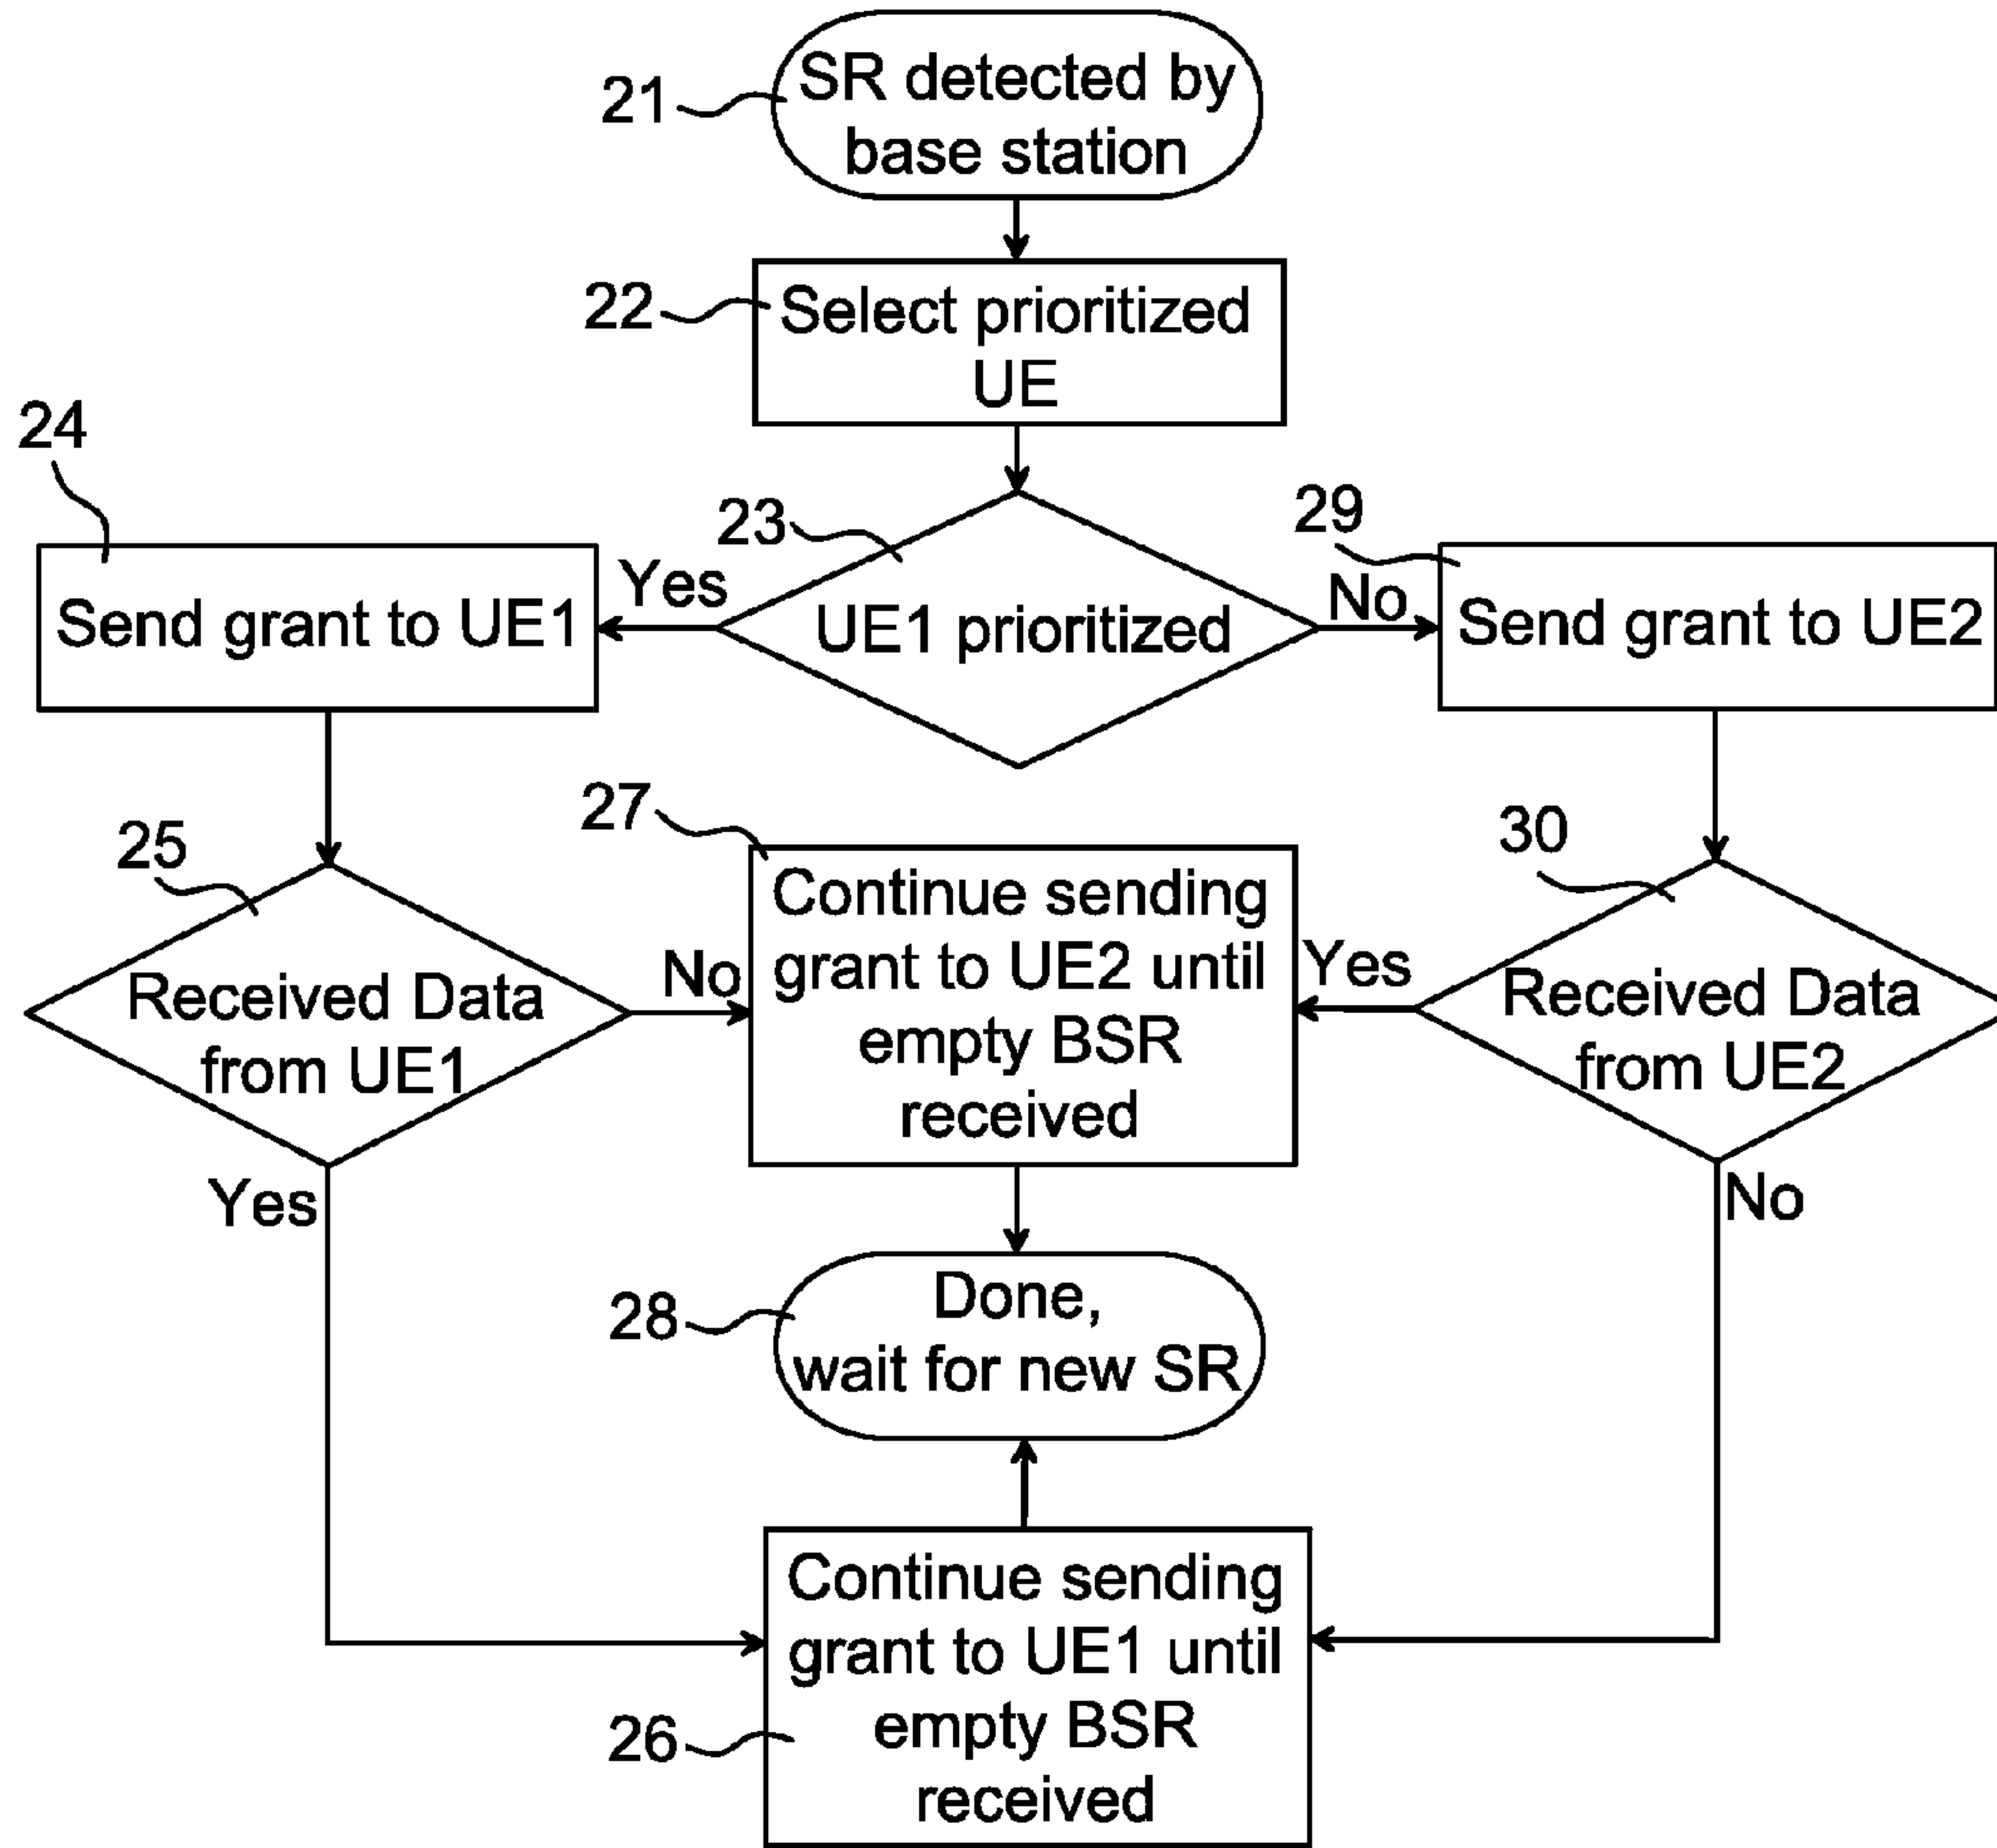 21
SR detected by
base station
22
Select prioritized
UE
23
UE1 prioritized
Yes
No
24
Send grant to UE1
29
Send grant to UE2
25
Received Data
from UE1
No
Yes
27
Continue sending
grant to UE2 until
empty BSR
received
30
Received Data
from UE2
Yes
No
28
Done,
wait for new SR
26
Continue sending
grant to UE1 until
empty BSR
received